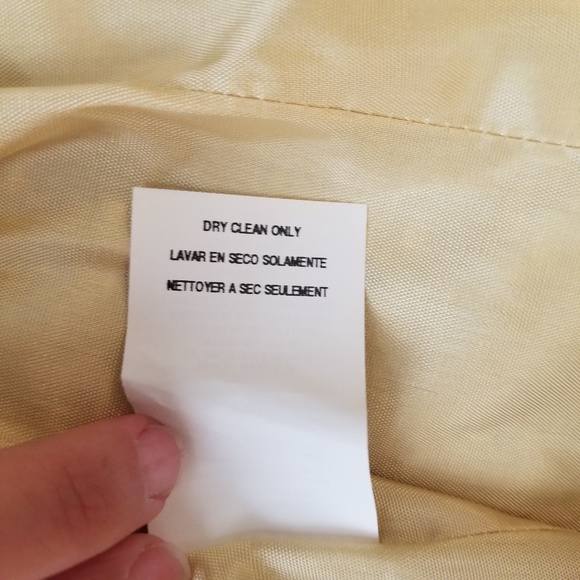 DRY CLEAN ONLY
LAVAR EN SECO SOLAMENTE
NETTOYER A SEC SEULEMENT